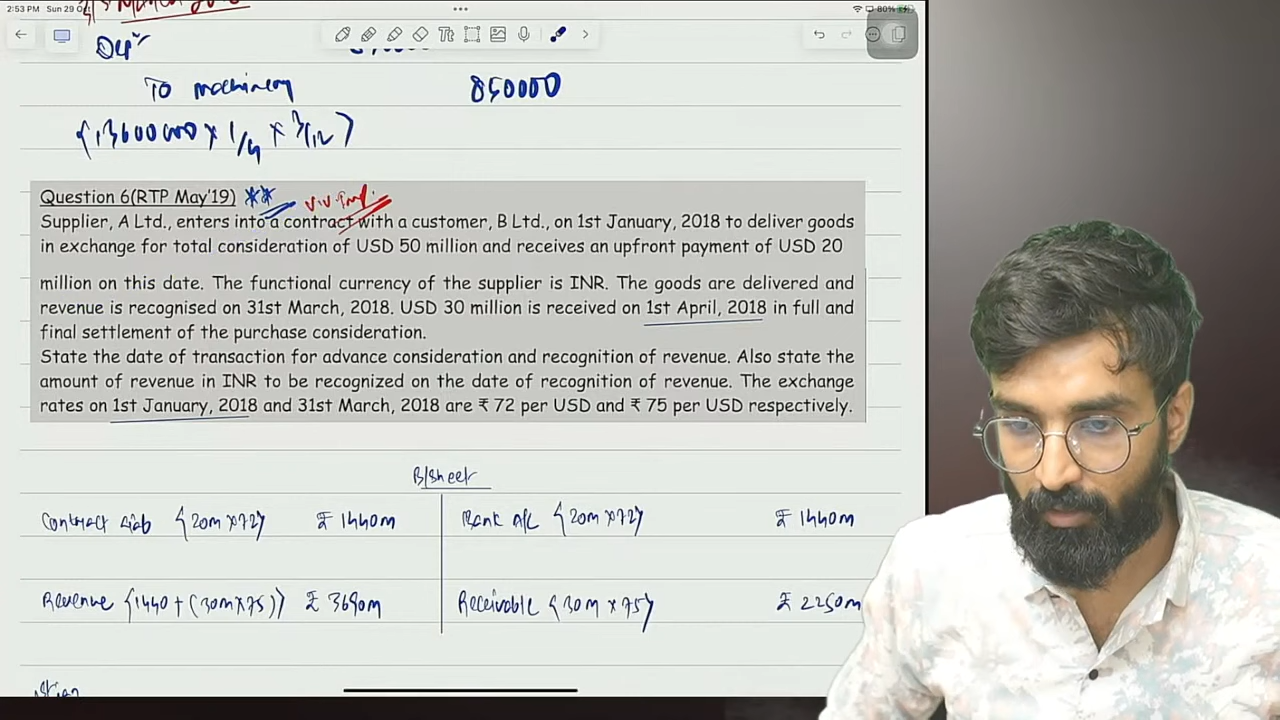 2:53 PM Sun 29 O
80%
Tt
To machinery 850000
{13600000 x 1/4 x 3/12}
Question 6(RTP May'19) ** v.v.Imp.
Supplier, A Ltd., enters into a contract with a customer, B Ltd., on 1st January, 2018 to deliver goods
in exchange for total consideration of USD 50 million and receives an upfront payment of USD 20
million on this date. The functional currency of the supplier is INR. The goods are delivered and
revenue is recognised on 31st March, 2018. USD 30 million is received on 1st April, 2018 in full and
final settlement of the purchase consideration.
State the date of transaction for advance consideration and recognition of revenue. Also state the
amount of revenue in INR to be recognized on the date of recognition of revenue. The exchange
rates on 1st January, 2018 and 31st March, 2018 are ₹ 72 per USD and ₹ 75 per USD respectively.
B/Sheet
Contract Liab {20m x 72} ₹ 1440m Bank A/c {20m x 72} ₹ 1440m
Revenue {1440 + (30m x 75)} ₹ 3690m Receivable {30m x 75} ₹ 2250m